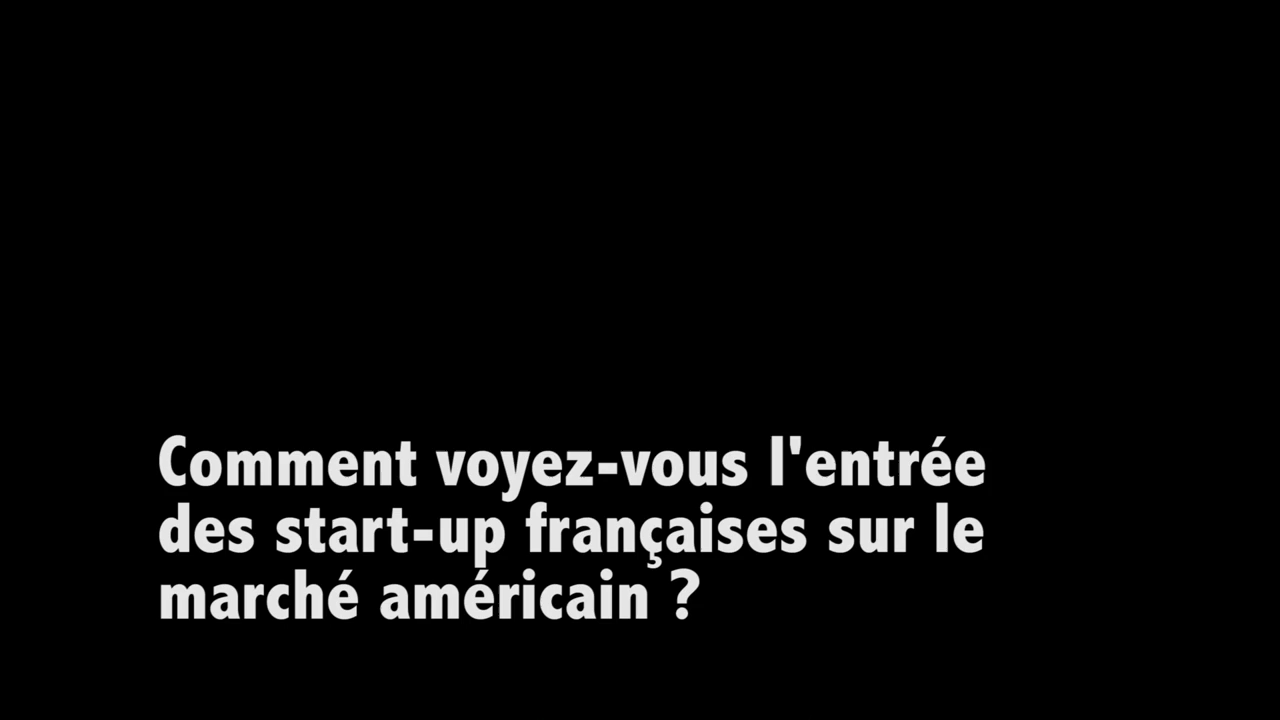 Comment voyez-vous l'entrée
des start-up françaises sur le
marché américain ?